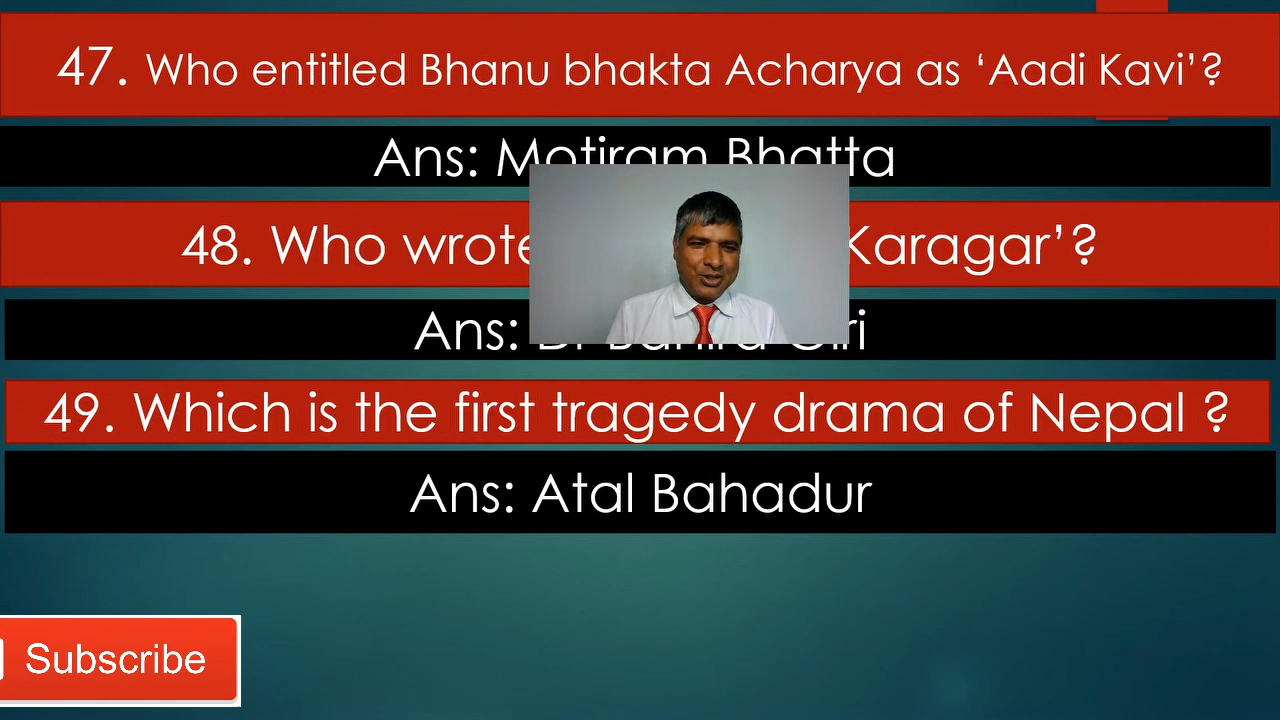 47. Who entitled Bhanu bhakta Acharya as ‘Aadi Kavi’?
Ans: Motiram Bhatta
48. Who wrote Karagar’?
Ans: Giri
49. Which is the first tragedy drama of Nepal ?
Ans: Atal Bahadur
Subscribe